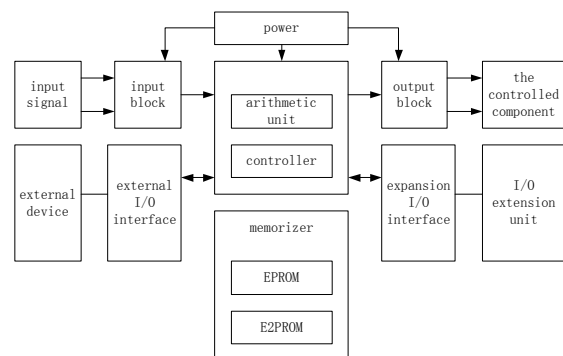 power
input
signal
input
block
arithmetic
unit
controller
output
block
the
controlled
component
external
device
external
I/O
interface
expansion
I/O
interface
I/O
extension
unit
memorizer
EPROM
E2PROM